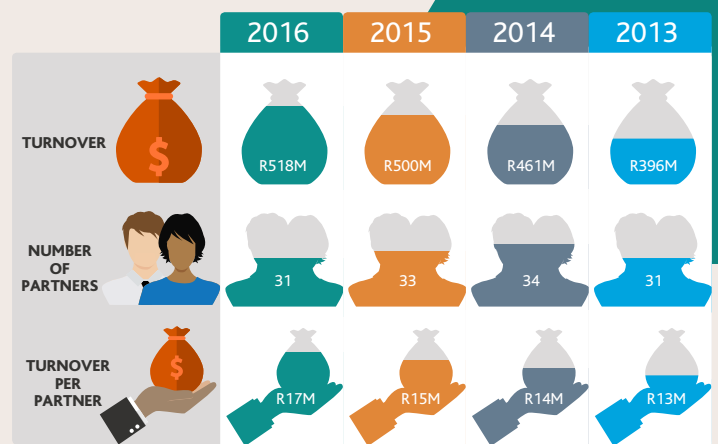 2016 2015 2014 2013
TURNOVER
$
R518M R500M R461M R396M
NUMBER
OF
PARTNERS
31 33 34 31
TURNOVER
PER
PARTNER
$
R17M R15M R14M R13M